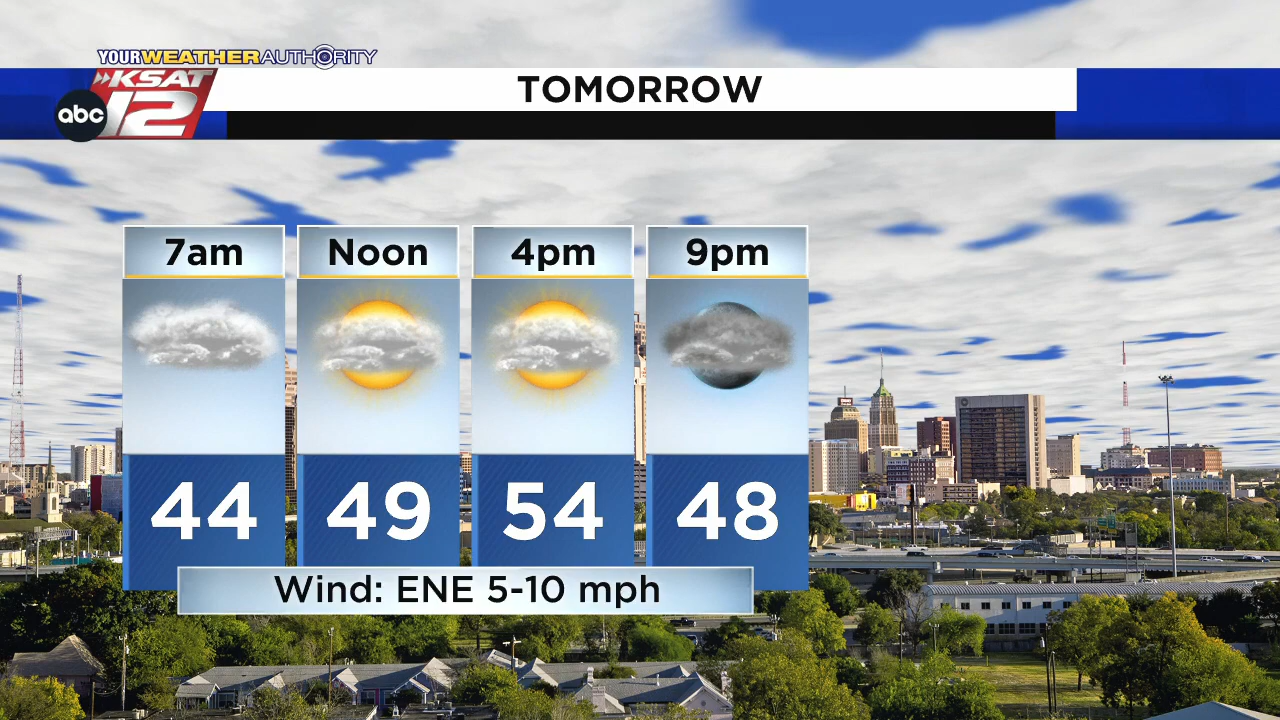 YOUR WEATHER AUTHORITY
KSAT
abc 12
TOMORROW
7am Noon 4pm 9pm
44 49 54 48
Wind: ENE 5-10 mph